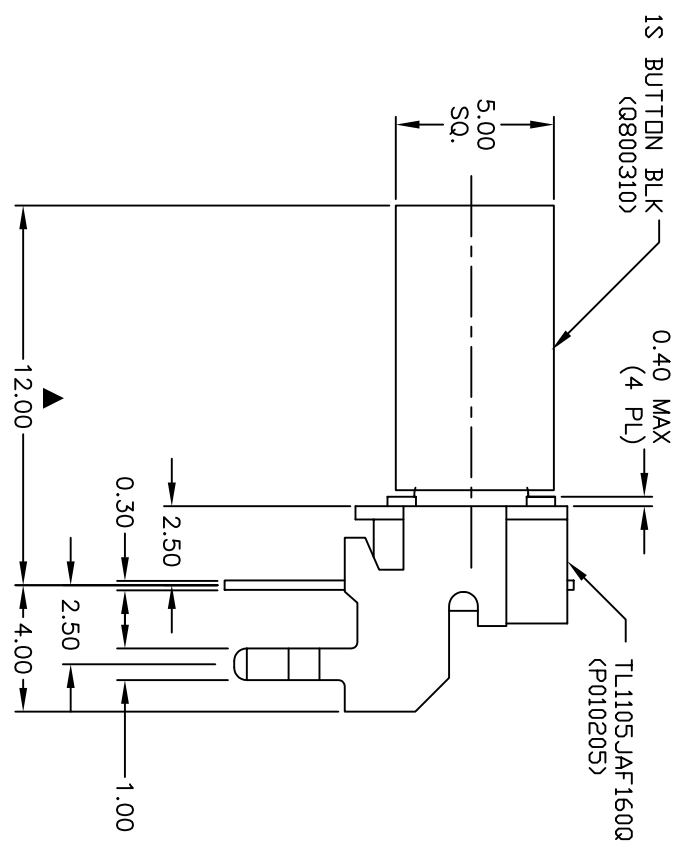 1S BUTTON BLK
(Q800310)
5.00
SQ.
0.40 MAX
(4 PL)
TL1105JAF160Q
(P010205)
12.00
2.50
0.30
2.50
4.00
1.00